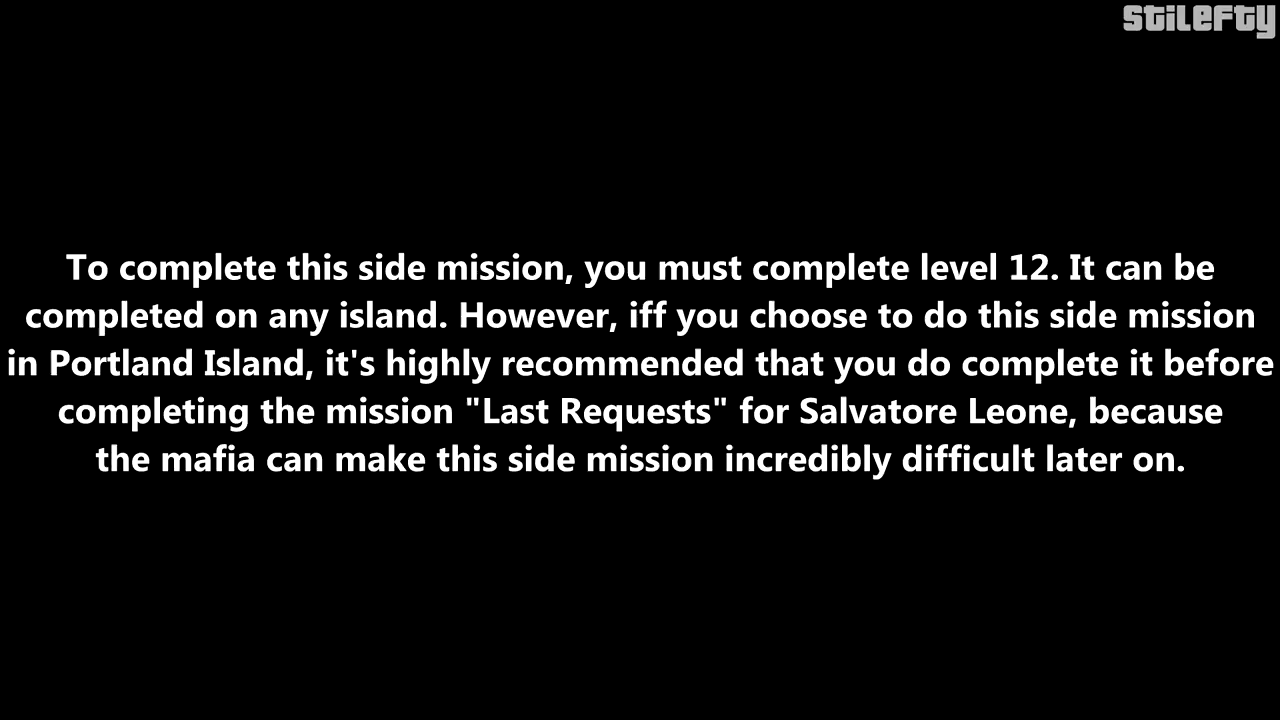 STILEFTY
To complete this side mission, you must complete level 12. It can be
completed on any island. However, iff you choose to do this side mission
in Portland Island, it's highly recommended that you do complete it before
completing the mission "Last Requests" for Salvatore Leone, because
the mafia can make this side mission incredibly difficult later on.